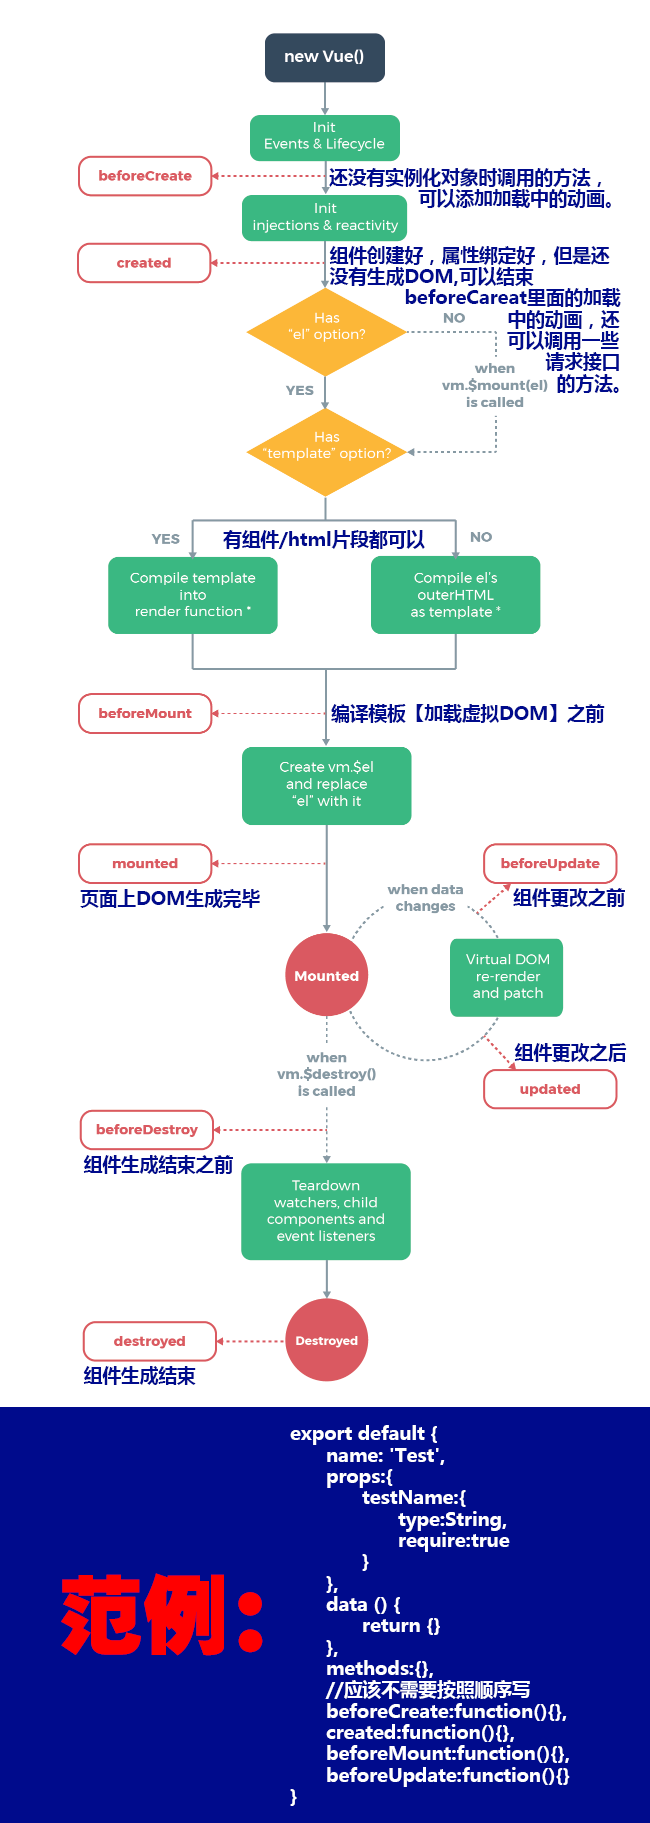 new Vue()
Init
Events & Lifecycle
beforeCreate
还没有实例化对象时调用的方法，
可以添加加载中的动画。
Init
injections & reactivity
created
组件创建好，属性绑定好，但是还
没有生成DOM,可以结束
beforeCareat里面的加载
中的动画，还
可以调用一些
请求接口
的方法。
Has
“el” option?
NO
when
vm.$mount(el)
is called
YES
Has
“template” option?
YES
有组件/html片段都可以
NO
Compile template
into
render function *
Compile el’s
outerHTML
as template *
beforeMount
编译模板【加载虚拟DOM】之前
Create vm.$el
and replace
“el” with it
mounted
页面上DOM生成完毕
when data
changes
beforeUpdate
组件更改之前
Mounted
Virtual DOM
re-render
and patch
组件更改之后
updated
when
vm.$destroy()
is called
beforeDestroy
组件生成结束之前
Teardown
watchers, child
components and
event listeners
destroyed
组件生成结束
Destroyed
范例：
export default {
name: 'Test',
props:{
testName:{
type:String,
require:true
}
},
data () {
return {}
},
methods:{},
//应该不需要按照顺序写
beforeCreate:function(){},
created:function(){},
beforeMount:function(){},
beforeUpdate:function(){}
}